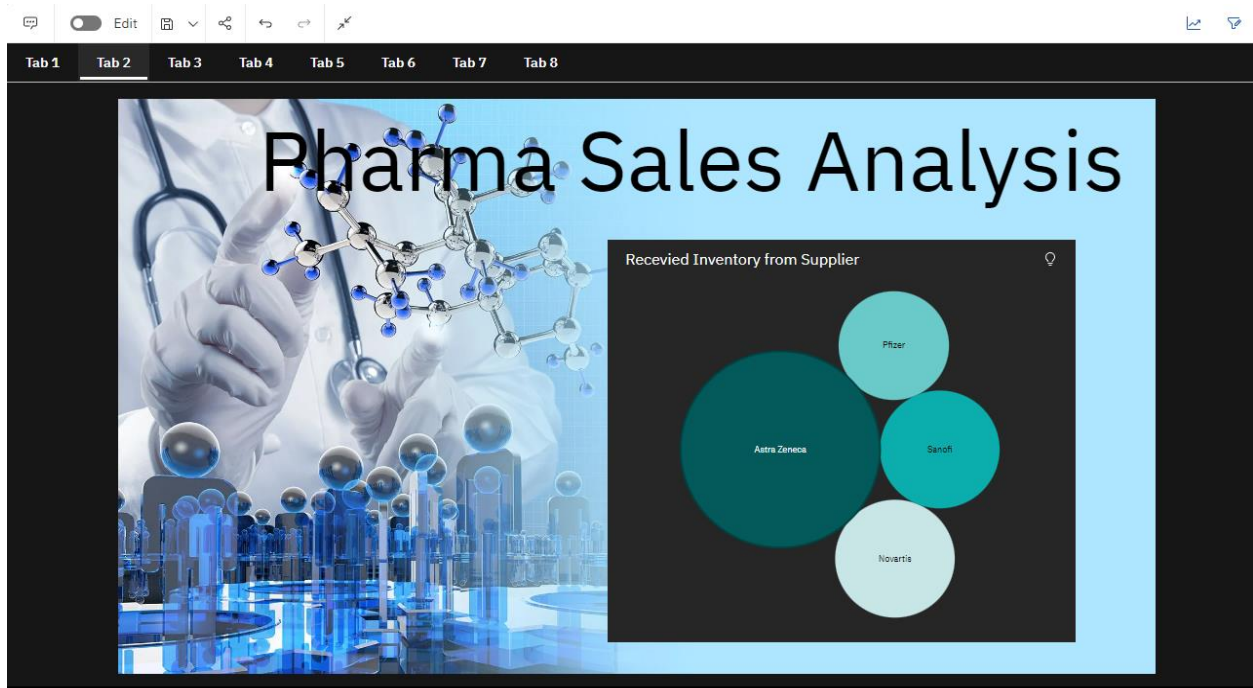 Edit
Tab 1 Tab 2 Tab 3 Tab 4 Tab 5 Tab 6 Tab 7 Tab 8
Pharma Sales Analysis
Recevied Inventory from Supplier
Pfizer
Astra Zeneca
Sanofi
Novartis